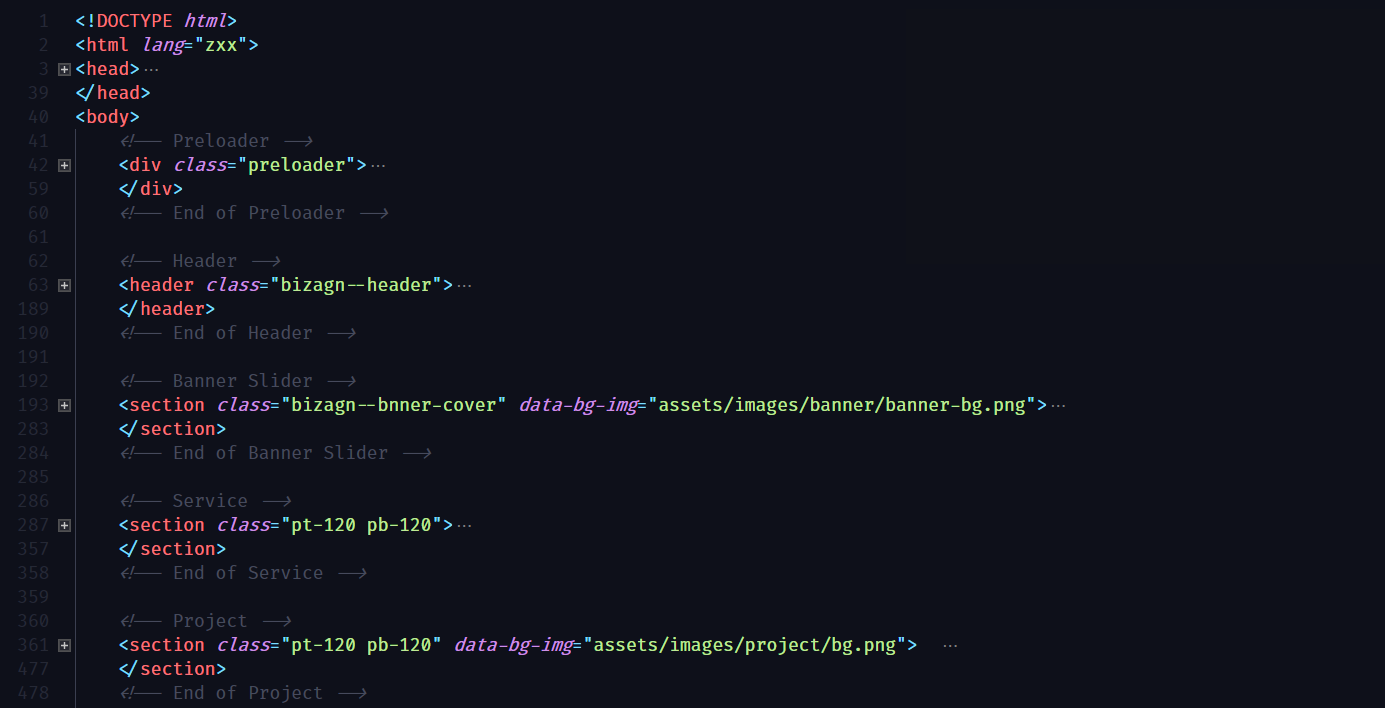 1 <!DOCTYPE html>
2 <html lang="zxx">
3 <head>...
39 </head>
40 <body>
41 <!-- Preloader -->
42 <div class="preloader">...
59 </div>
60 <!-- End of Preloader -->
61
62 <!-- Header -->
63 <header class="bizagn--header">...
189 </header>
190 <!-- End of Header -->
191
192 <!-- Banner Slider -->
193 <section class="bizagn--bnner-cover" data-bg-img="assets/images/banner/banner-bg.png">...
283 </section>
284 <!-- End of Banner Slider -->
285
286 <!-- Service -->
287 <section class="pt-120 pb-120">...
357 </section>
358 <!-- End of Service -->
359
360 <!-- Project -->
361 <section class="pt-120 pb-120" data-bg-img="assets/images/project/bg.png"> ...
477 </section>
478 <!-- End of Project -->